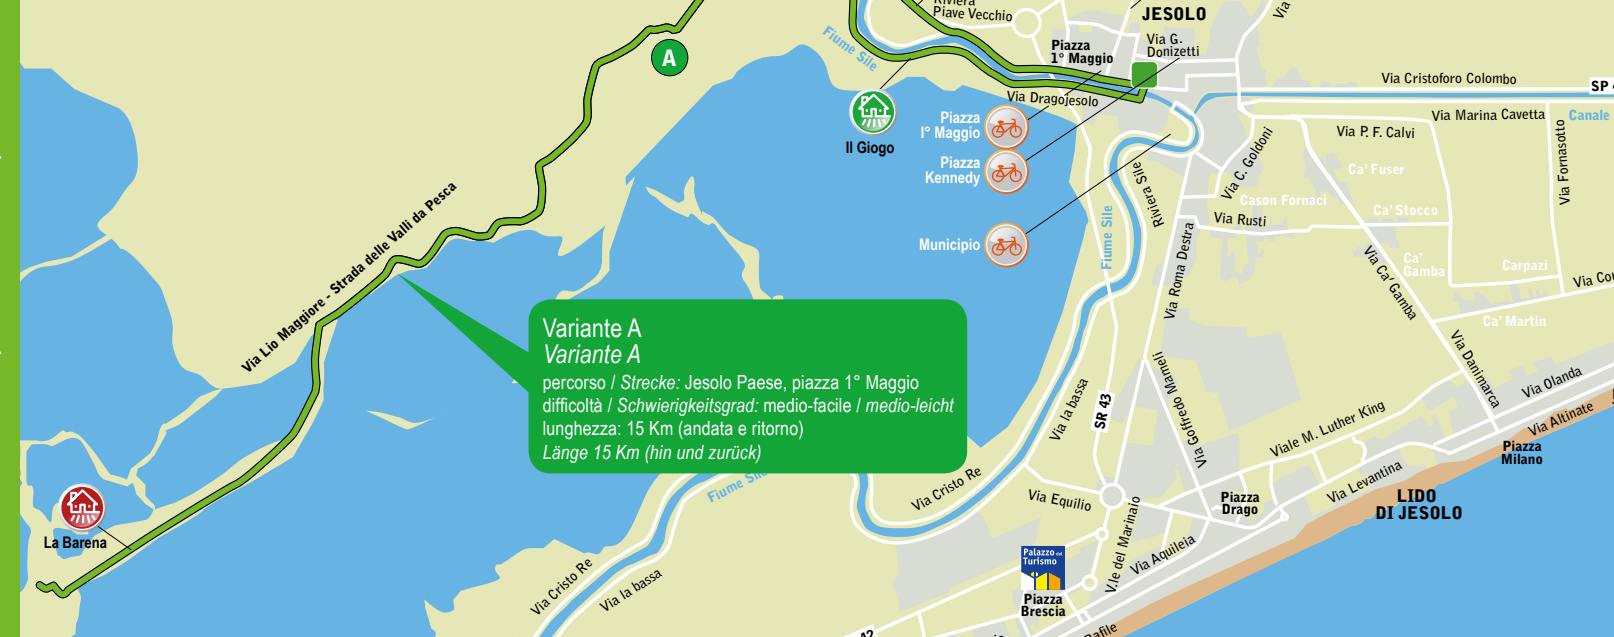 Riviera
Piave Vecchio
JESOLO
Via
Fiume Sile
A
Piazza
1° Maggio
Via G.
Donizetti
Via Cristoforo Colombo
SP
Via Dragojesolo
Piazza
I° Maggio
Il Giogo
Piazza
Kennedy
Municipio
Via Marina Cavetta
Canale
Via P. F. Calvi
Via Fornasotto
Via C. Goldoni
Ca' Fuser
Cason Fornaci
Ca' Stocco
Via Rusti
Riviera Sile
Fiume Sile
Via Roma Destra
Ca'
Gamba
Carpazi
Via Ca' Gamba
Ca' Martin
Via Lio Maggiore - Strada delle Valli da Pesca
Variante A
Variante A
percorso / Strecke: Jesolo Paese, piazza 1° Maggio
difficoltà / Schwierigkeitsgrad: medio-facile / medio-leicht
lunghezza: 15 Km (andata e ritorno)
Länge 15 Km (hin und zurück)
Via Danimarca
Via Olanda
Via Altinate
Via la bassa
SR 43
Via Goffredo Mameli
Viale M. Luther King
Piazza
Milano
Via Levantina
LIDO
DI JESOLO
Fiume Sile
Via Cristo Re
Via Equilio
Piazza
Drago
La Barena
V.le del Marinaio
Via Aquileia
Palazzo del
Turismo
Piazza
Brescia
Via Cristo Re
Via la bassa
42
Bafile